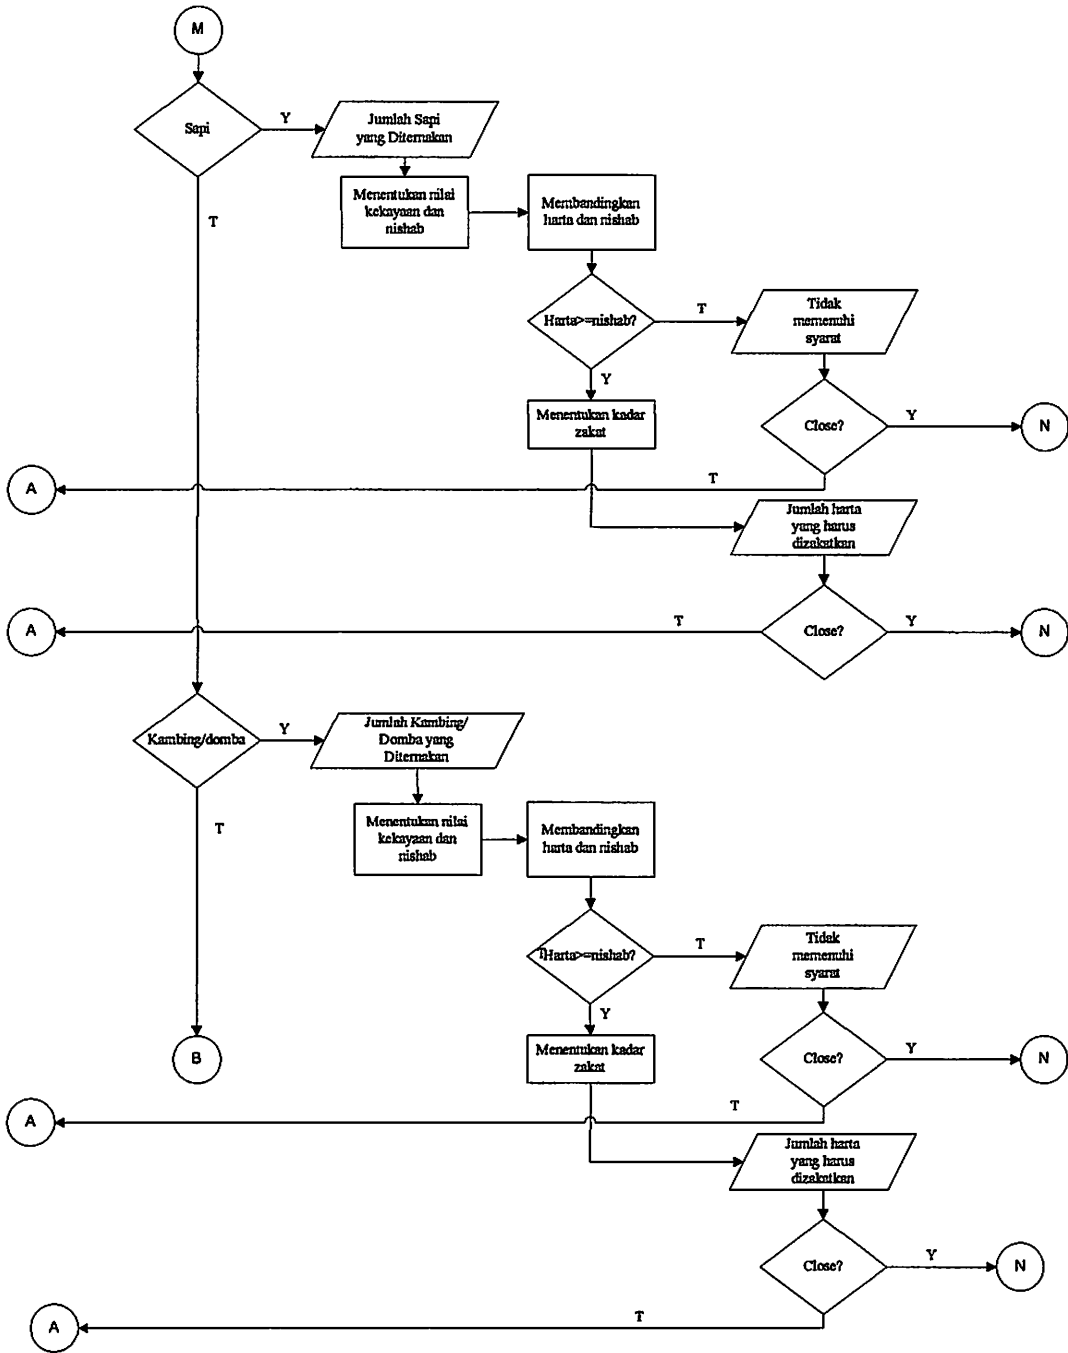 M
Sapi
Y
Jumlah Sapi
yang Diternakan
T
Menentukan nilai
kekayaan dan
nishab
Membandingkan
harta dan nishab
Harta>=nishab?
T
Tidak
memenuhi
syarat
Y
Menentukan kadar
zakat
Close?
Y
N
T
A
Jumlah harta
yang harus
dizakatkan
A
T
Close?
Y
N
Kambing/domba
Y
Jumlah Kambing/
Domba yang
Diternakan
T
Menentukan nilai
kekayaan dan
nishab
Membandingkan
harta dan nishab
THarta>=nishab?
T
Tidak
memenuhi
syarat
Y
B
Menentukan kadar
zakat
Close?
Y
N
T
A
Jumlah harta
yang harus
dizakatkan
Close?
Y
N
T
A